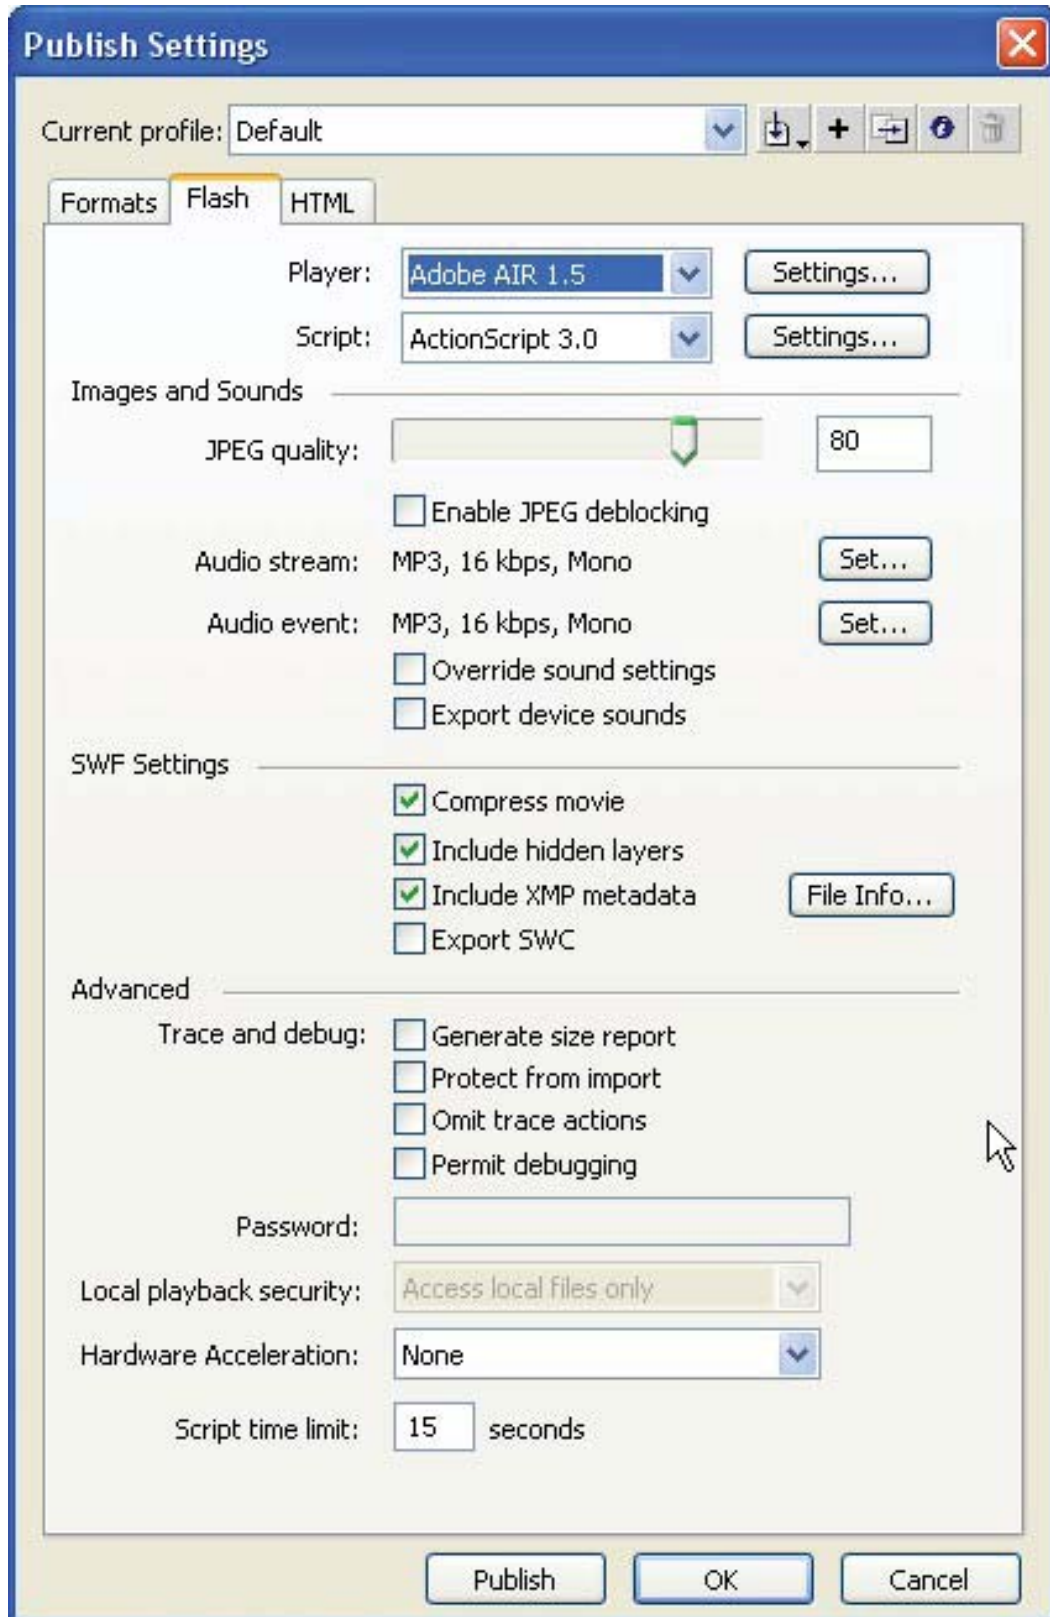 Publish Settings
Current profile: Default
Formats Flash HTML
Player: Adobe AIR 1.5 Settings...
Script: ActionScript 3.0 Settings...
Images and Sounds
JPEG quality: 80
Enable JPEG deblocking
Audio stream: MP3, 16 kbps, Mono Set...
Audio event: MP3, 16 kbps, Mono Set...
Override sound settings
Export device sounds
SWF Settings
Compress movie
Include hidden layers
Include XMP metadata File Info...
Export SWC
Advanced
Trace and debug: Generate size report
Protect from import
Omit trace actions
Permit debugging
Password:
Local playback security: Access local files only
Hardware Acceleration: None
Script time limit: 15 seconds
Publish OK Cancel